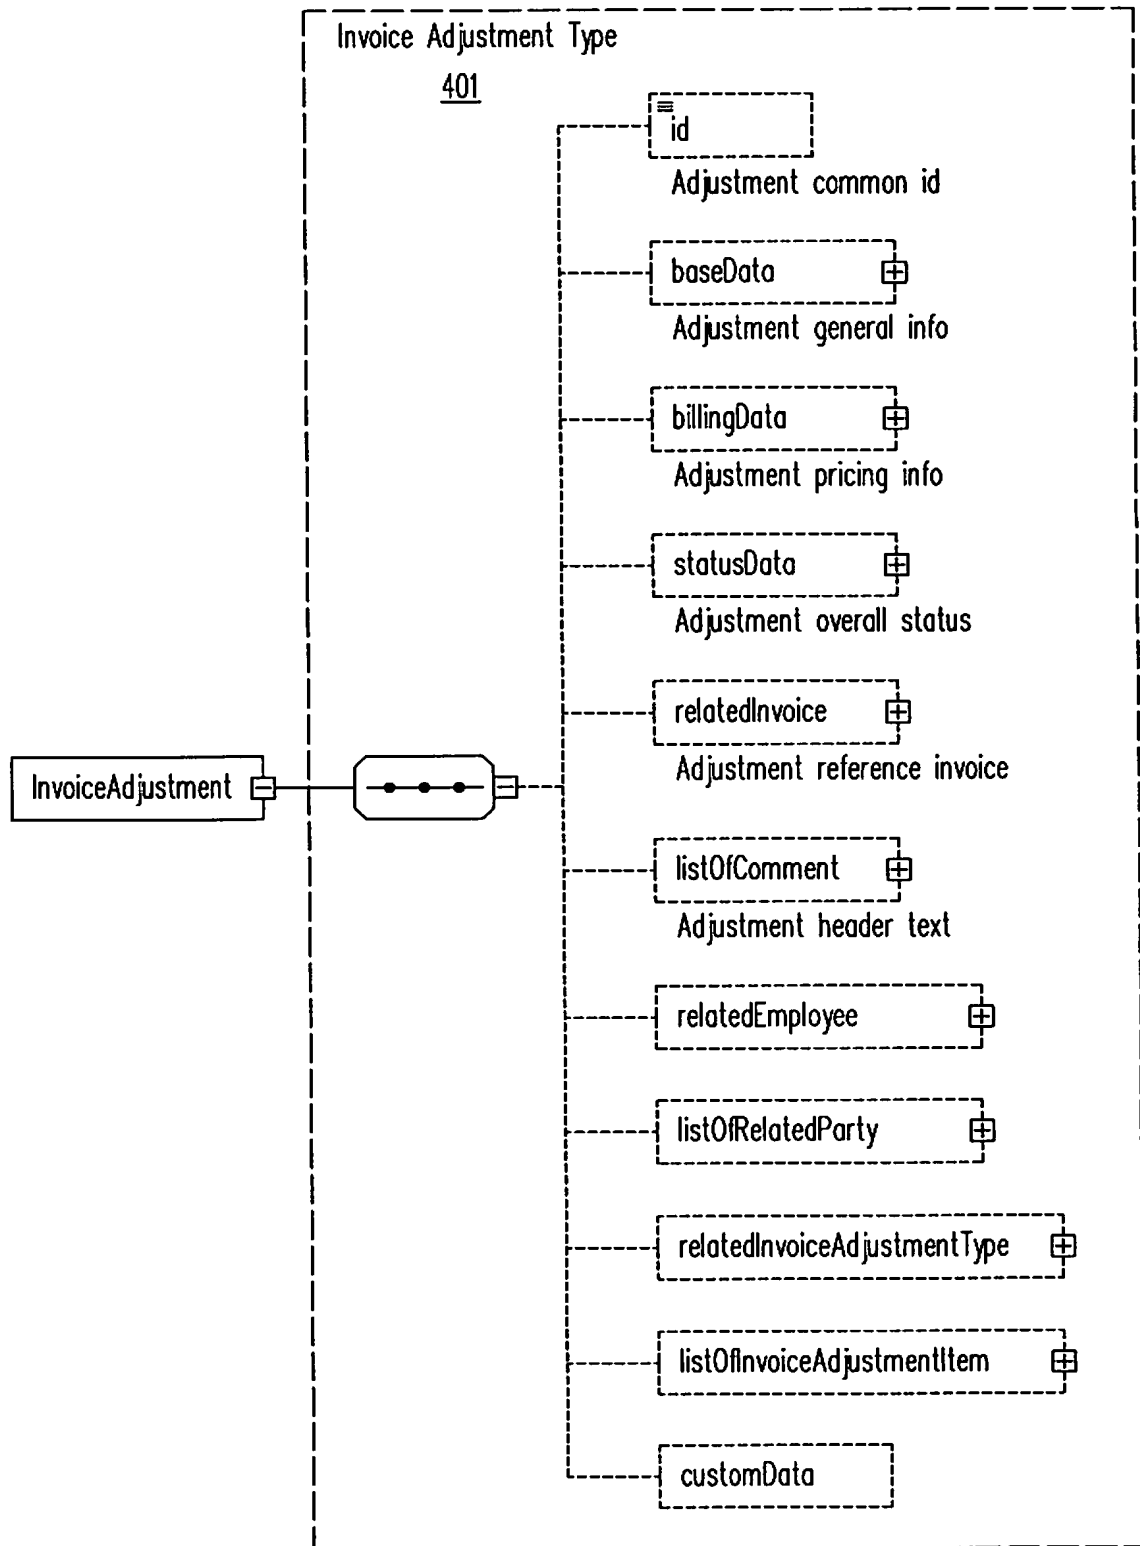 Invoice Adjustment Type
401
id
Adjustment common id
baseData
Adjustment general info
billingData
Adjustment pricing info
statusData
Adjustment overall status
relatedInvoice
Adjustment reference invoice
InvoiceAdjustment
listOfComment
Adjustment header text
relatedEmployee
listOfRelatedParty
relatedInvoiceAdjustmentType
listOfInvoiceAdjustmentItem
customData